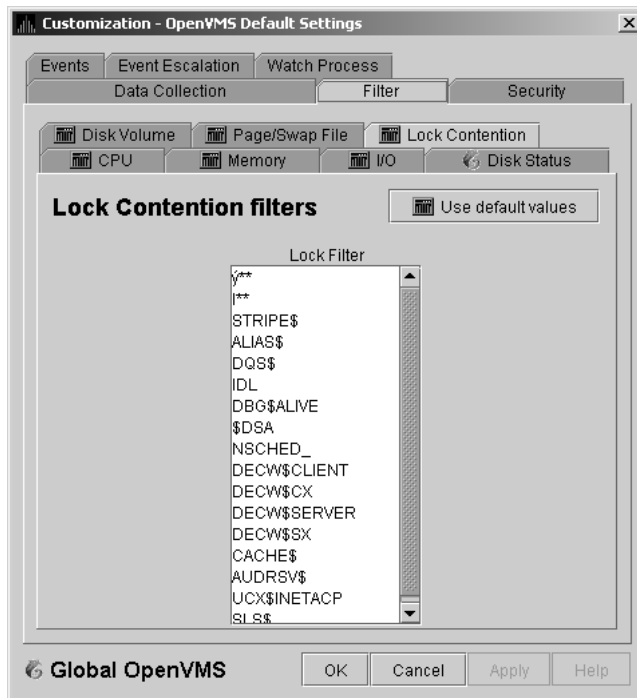 Customization - OpenVMS Default Settings
Events Event Escalation Watch Process
Data Collection Filter Security
Disk Volume Page/Swap File Lock Contention
CPU Memory I/O Disk Status
Lock Contention filters Use default values
Lock Filter
ý**
I**
STRIPE$
ALIAS$
DQS$
IDL
DBG$ALIVE
$DSA
NSCHED_
DECW$CLIENT
DECW$CX
DECW$SERVER
DECW$SX
CACHE$
AUDRSV$
UCX$INETACP
SLS$
Global OpenVMS OK Cancel Apply Help